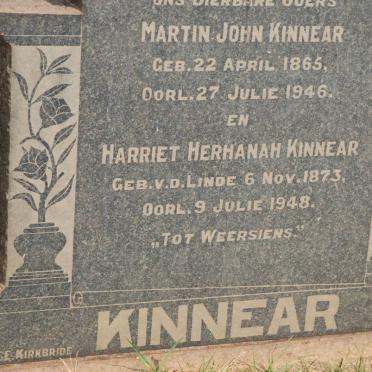 ONS DIERBARE OUERS
MARTIN JOHN KINNEAR
GEB. 22 APRIL 1865,
OORL. 27 JULIE 1946.
EN
HARRIET HERHANAH KINNEAR
GEB. V.D. LINDE 6 NOV. 1873,
OORL. 9 JULIE 1948.
„TOT WEERSIENS."
KINNEAR
KIRKBRIDE